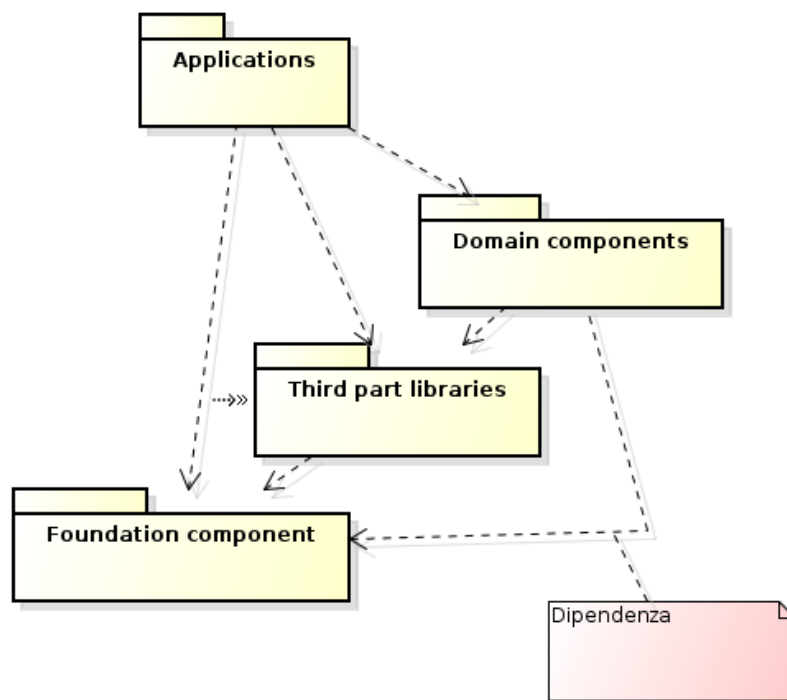 Applications
Domain components
Third part libraries
Foundation component
Dipendenza